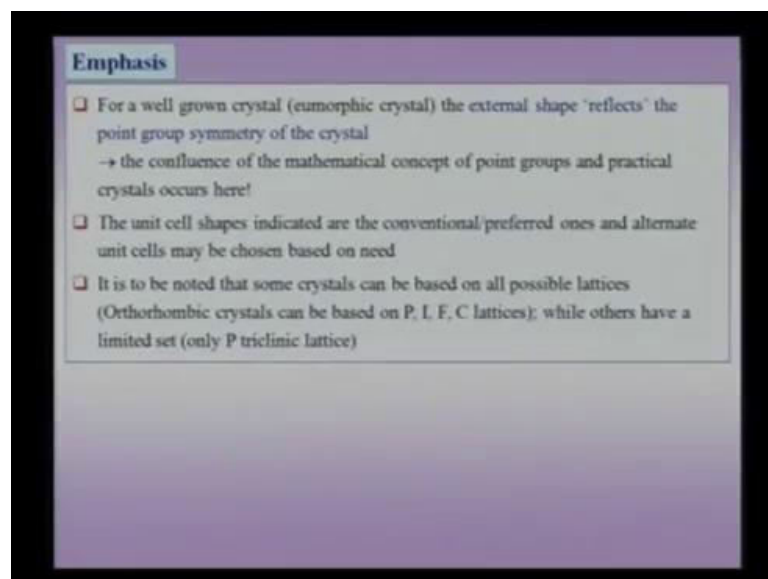 Emphasis
❑ For a well grown crystal (eumorphic crystal) the external shape 'reflects' the
point group symmetry of the crystal
→ the confluence of the mathematical concept of point groups and practical
crystals occurs here!
❑ The unit cell shapes indicated are the conventional/preferred ones and alternate
unit cells may be chosen based on need
❑ It is to be noted that some crystals can be based on all possible lattices
(Orthorhombic crystals can be based on P, I, F, C lattices); while others have a
limited set (only P triclinic lattice)